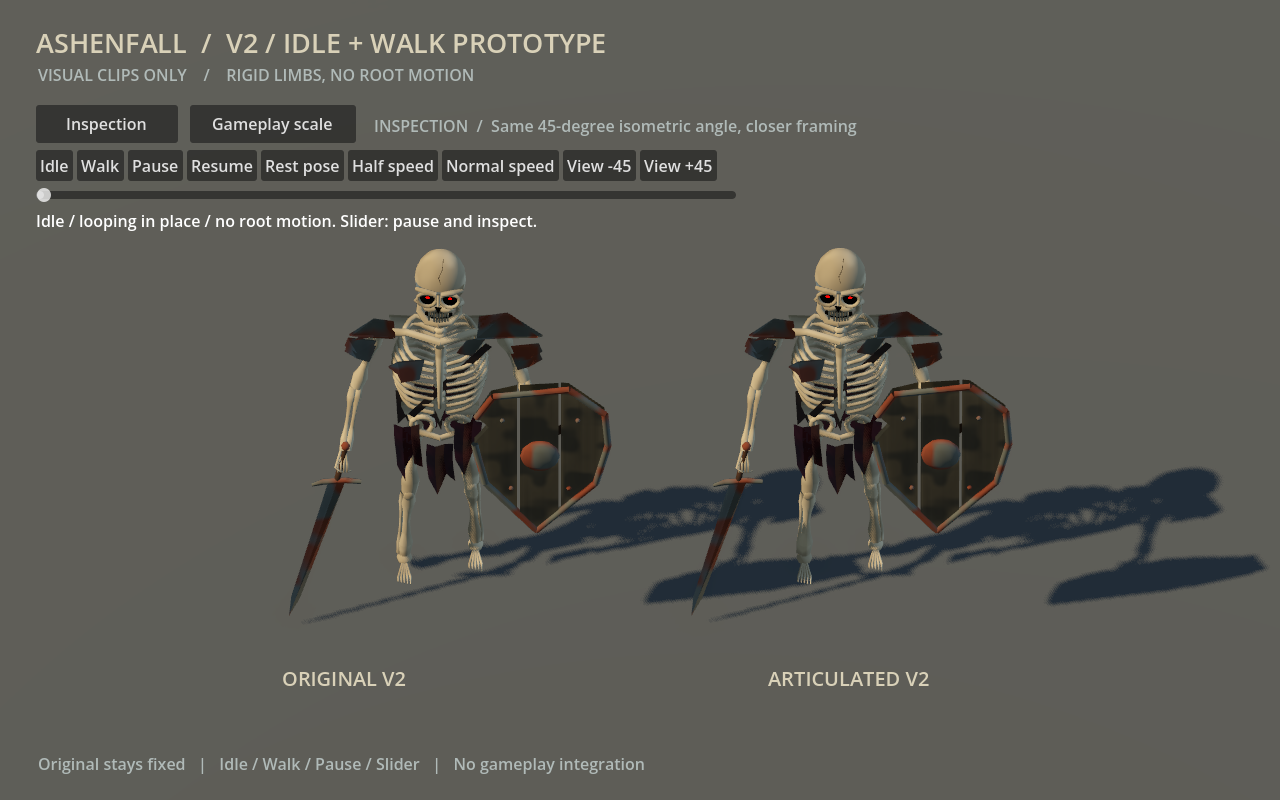 ASHENFALL / V2 / IDLE + WALK PROTOTYPE
VISUAL CLIPS ONLY / RIGID LIMBS, NO ROOT MOTION
Inspection Gameplay scale INSPECTION / Same 45-degree isometric angle, closer framing
Idle Walk Pause Resume Rest pose Half speed Normal speed View -45 View +45
Idle / looping in place / no root motion. Slider: pause and inspect.
ORIGINAL V2 ARTICULATED V2
Original stays fixed | Idle / Walk / Pause / Slider | No gameplay integration